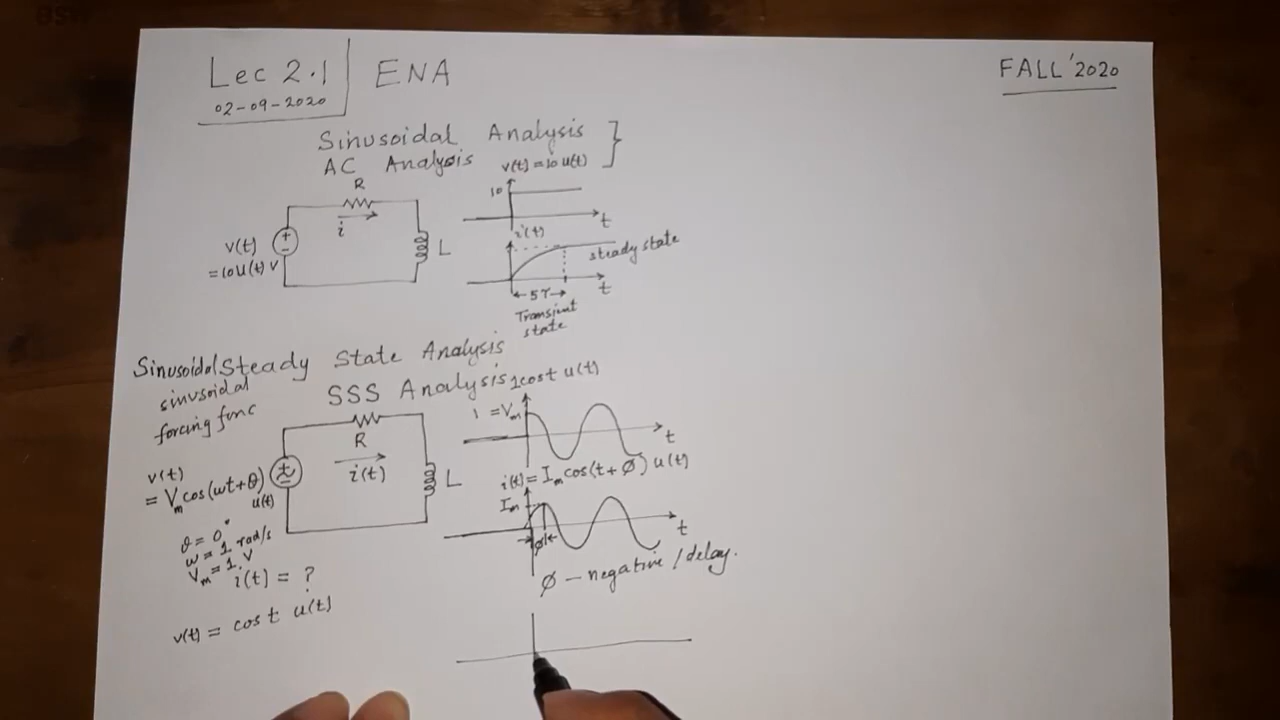 Lec 2.1
ENA
FALL '2020
02-09-2020
Sinusoidal Analysis
AC Analysis
v(t)=10 u(t)
R
10
i
t
v(t)
= 10u(t) V
+
-
L
i(t)
steady state
t
5τ
Transient
state
Sinusoidal Steady State Analysis
sinusoidal
forcing func
SSS Analysis
1cost u(t)
1 = Vm
t
R
i(t)
L
v(t)
= Vm cos(ωt+θ)
u(t)
i(t) = Im cos(t+ø) u(t)
Im
t
ø
θ = 0°
ω = 1 rad/s
Vm = 1. V
i(t) = ?
ø - negative / delay.
v(t) = cos t u(t)